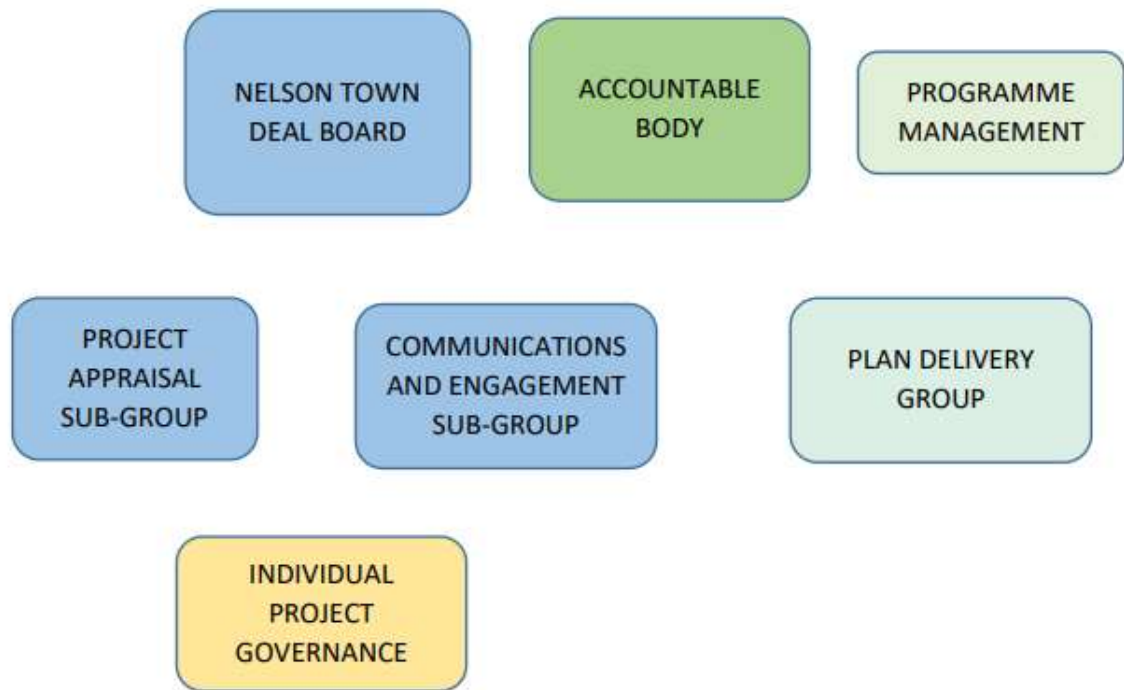 NELSON TOWN
DEAL BOARD
ACCOUNTABLE
BODY
PROGRAMME
MANAGEMENT
PROJECT
APPRAISAL
SUB-GROUP
COMMUNICATIONS
AND ENGAGEMENT
SUB-GROUP
PLAN DELIVERY
GROUP
INDIVIDUAL
PROJECT
GOVERNANCE